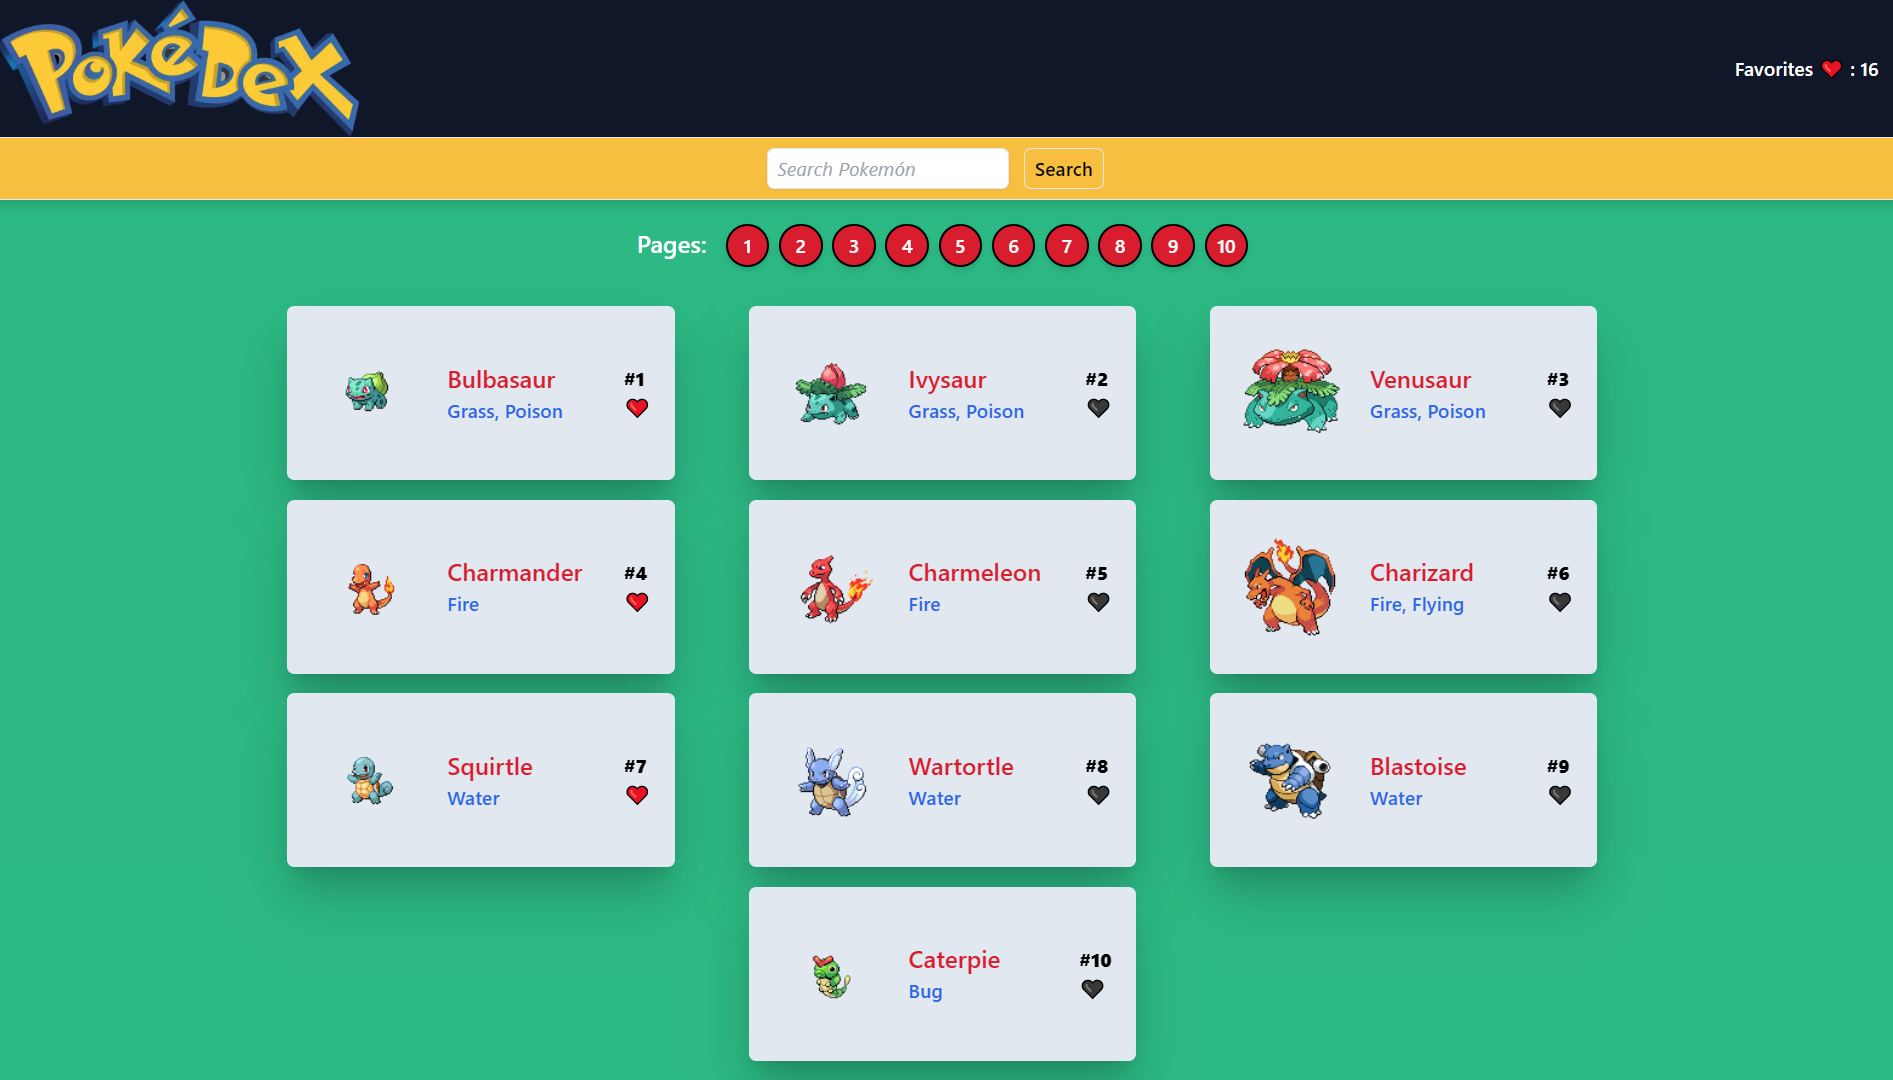 PokéDex
Favorites ❤ : 16
Search Pokemón
Search
Pages: 1 2 3 4 5 6 7 8 9 10
Bulbasaur #1
Grass, Poison
Ivysaur #2
Grass, Poison
Venusaur #3
Grass, Poison
Charmander #4
Fire
Charmeleon #5
Fire
Charizard #6
Fire, Flying
Squirtle #7
Water
Wartortle #8
Water
Blastoise #9
Water
Caterpie #10
Bug